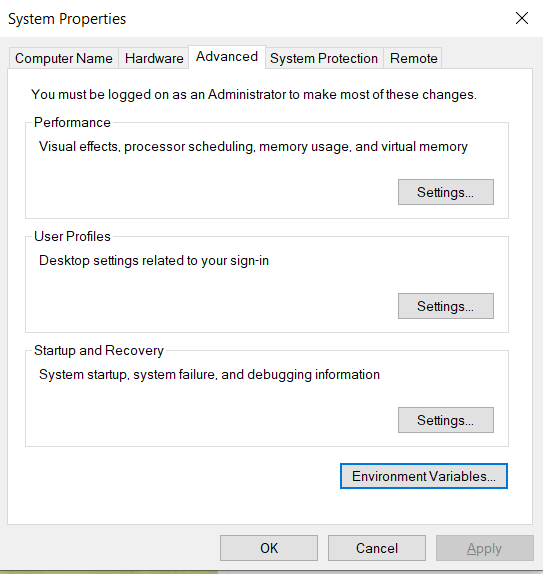 System Properties
Computer Name Hardware Advanced System Protection Remote
You must be logged on as an Administrator to make most of these changes.
Performance
Visual effects, processor scheduling, memory usage, and virtual memory
Settings...
User Profiles
Desktop settings related to your sign-in
Settings...
Startup and Recovery
System startup, system failure, and debugging information
Settings...
Environment Variables...
OK Cancel Apply